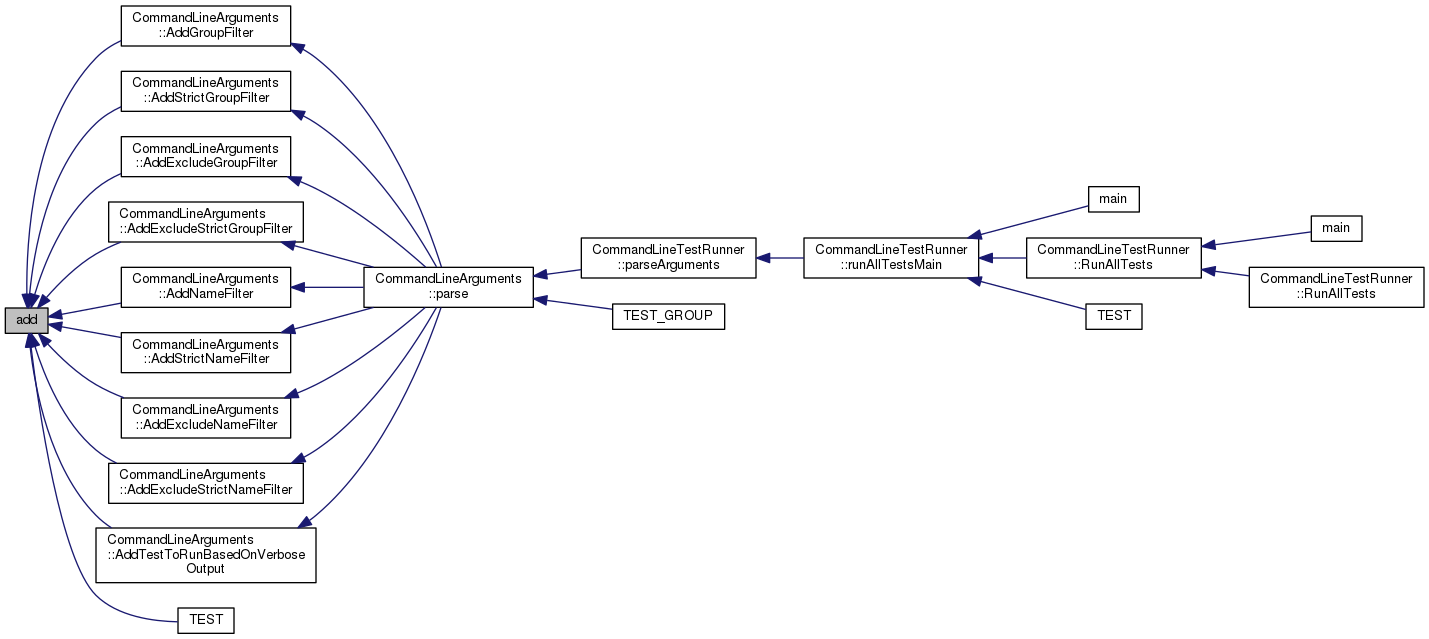 add
CommandLineArguments
::AddGroupFilter
CommandLineArguments
::AddStrictGroupFilter
CommandLineArguments
::AddExcludeGroupFilter
CommandLineArguments
::AddExcludeStrictGroupFilter
CommandLineArguments
::AddNameFilter
CommandLineArguments
::AddStrictNameFilter
CommandLineArguments
::AddExcludeNameFilter
CommandLineArguments
::AddExcludeStrictNameFilter
CommandLineArguments
::AddTestToRunBasedOnVerbose
Output
TEST
CommandLineArguments
::parse
CommandLineTestRunner
::parseArguments
TEST_GROUP
CommandLineTestRunner
::runAllTestsMain
main
CommandLineTestRunner
::RunAllTests
TEST
main
CommandLineTestRunner
::RunAllTests